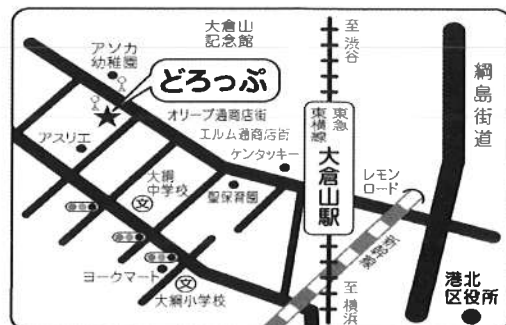 大倉山
記念館
至渋谷
アソカ
幼稚園
どろっぷ
オリーブ通商店街
エルム通商店街
ケンタッキー
アスリエ
大綱
中学校
文
聖保育園
東急
東横線
大倉山駅
レモン
ロード
綱島街道
新幹線
ヨークマート
文
大綱小学校
至横浜
港北
区役所